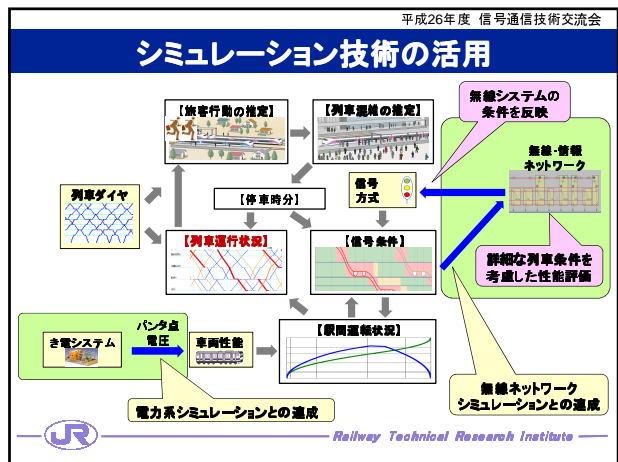 平成26年度 信号通信技術交流会
シミュレーション技術の活用
【旅客行動の推定】
【列車混雑の推定】
無線システムの
条件を反映
無線・情報
ネットワーク
列車ダイヤ
【停車時分】
信号
方式
【列車運行状況】
【信号条件】
詳細な列車条件を
考慮した性能評価
【駅間運転状況】
き電システム
パンタ点
電圧
車両性能
電力系シミュレーションとの連成
無線ネットワーク
シミュレーションとの連成
JR
Railway Technical Research Institute